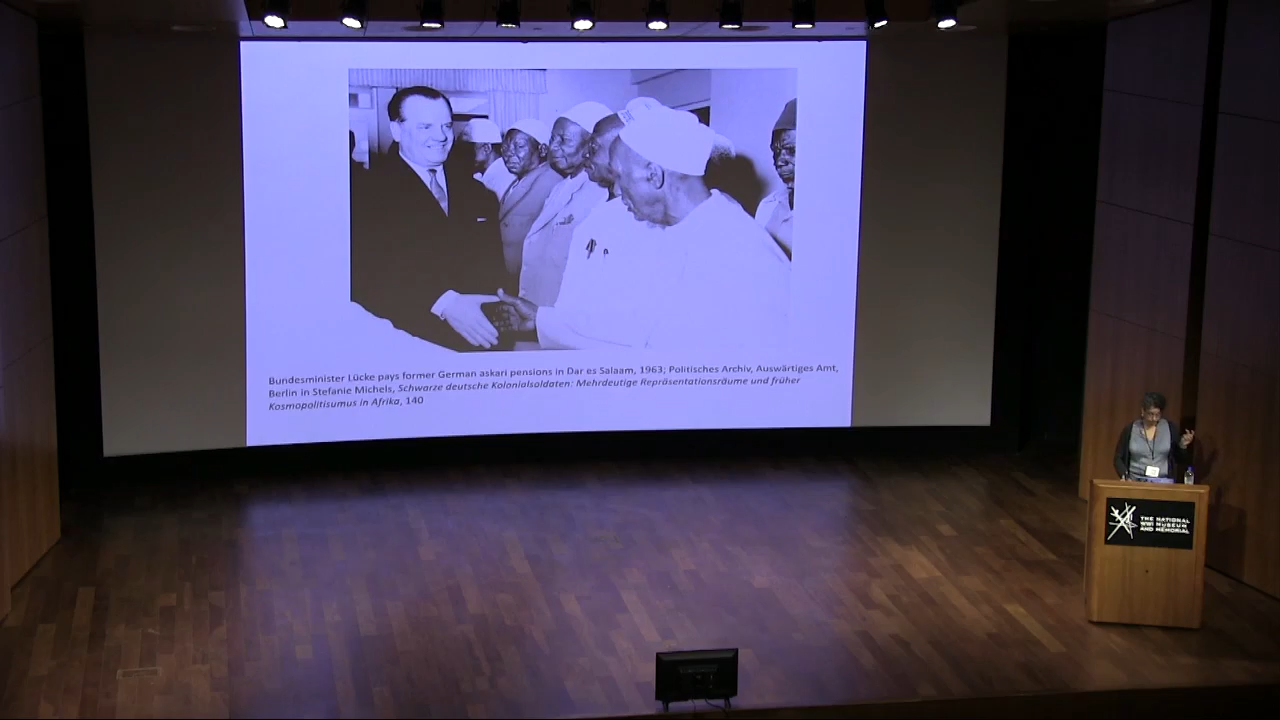 Bundesminister Lücke pays former German askari pensions in Dar es Salaam, 1963; Politisches Archiv, Auswärtiges Amt,
Berlin in Stefanie Michels, Schwarze deutsche Kolonialsoldaten: Mehrdeutige Repräsentationsräume und früher
Kosmopolitisumus in Afrika, 140
THE NATIONAL
WWI MUSEUM
AND MEMORIAL